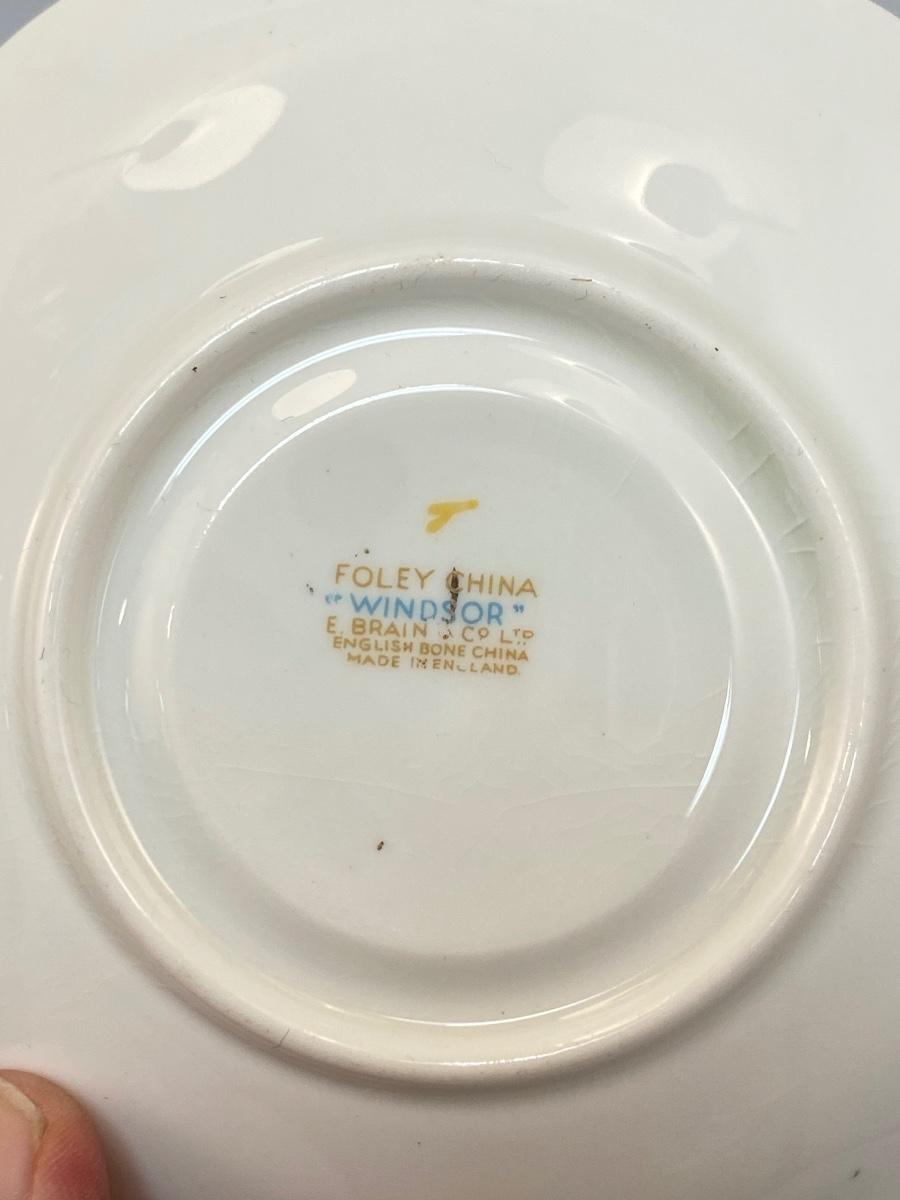 FOLEY CHINA
"WINDSOR"
E. BRAIN & Co LTD
ENGLISH BONE CHINA
MADE IN ENGLAND.